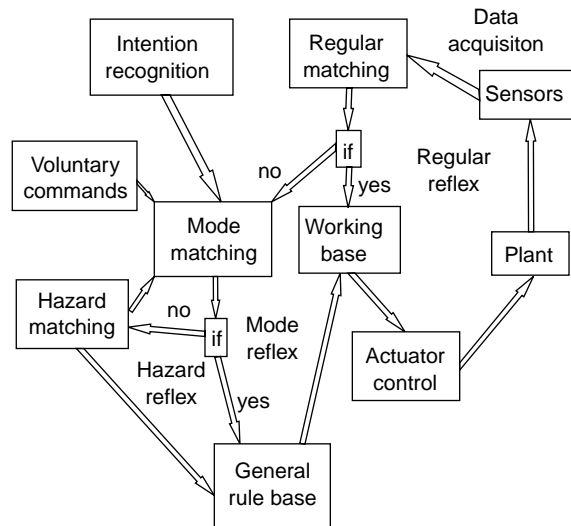 Data
acquisiton
Intention
recognition
Regular
matching
Sensors
if
Regular
reflex
no
yes
Voluntary
commands
Mode
matching
Working
base
Plant
Hazard
matching
no
if
Mode
reflex
Actuator
control
Hazard
reflex
yes
General
rule base